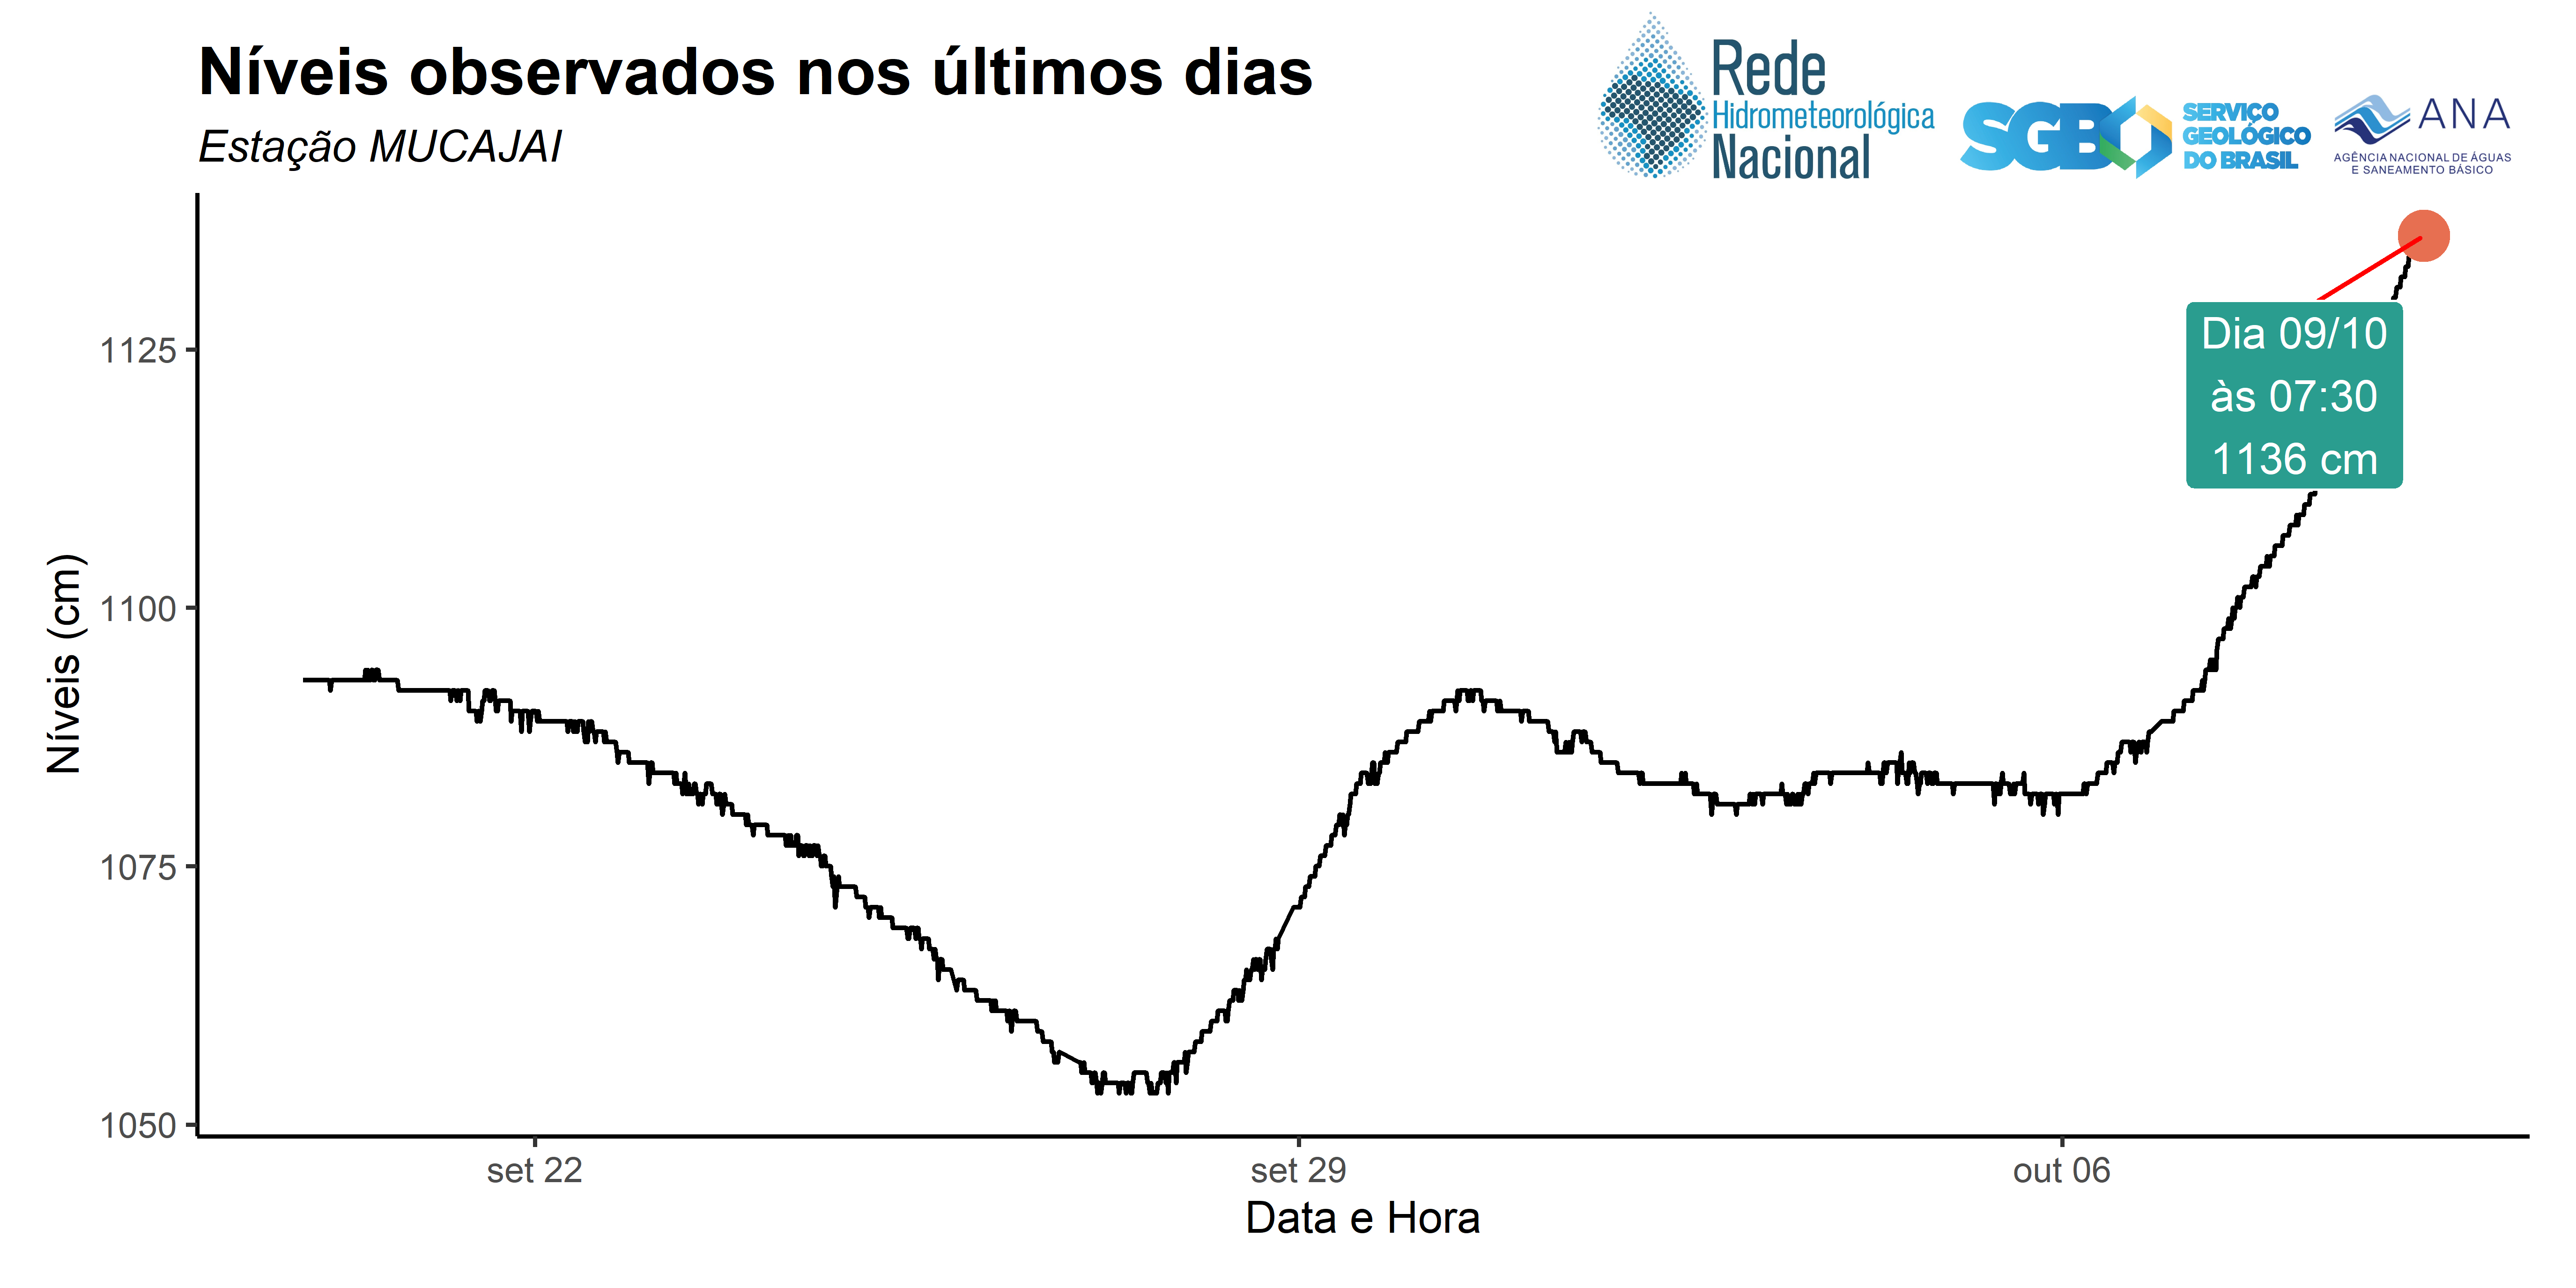 Níveis observados nos últimos dias
Estação MUCAJAI
Rede
Hidrometeorológica
Nacional
SGB
SERVIÇO
GEOLÓGICO
DO BRASIL
ANA
AGÊNCIA NACIONAL DE ÁGUAS
E SANEAMENTO BÁSICO
Níveis (cm)
1125
1100
1075
1050
Dia 09/10
às 07:30
1136 cm
set 22
set 29
out 06
Data e Hora